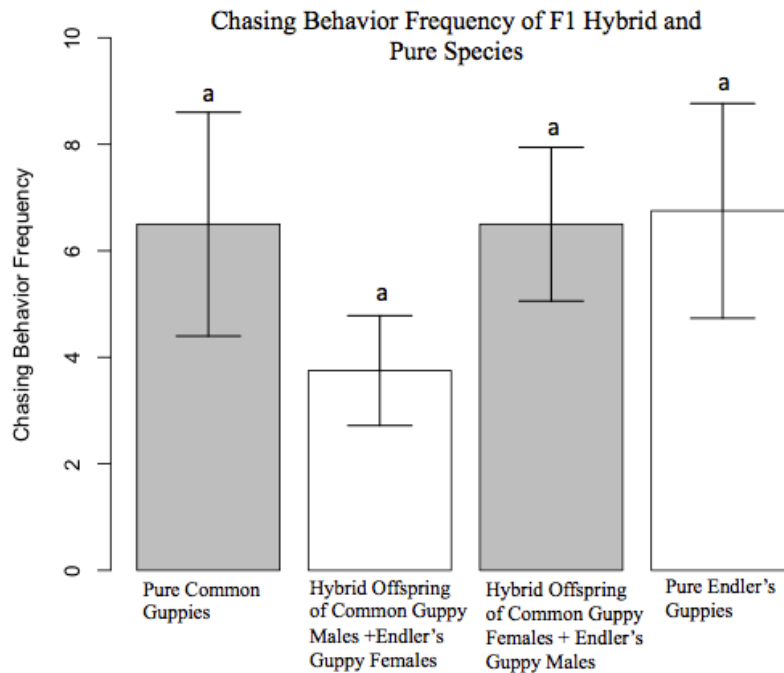 Chasing Behavior Frequency of F1 Hybrid and
Pure Species
Chasing Behavior Frequency
10
8
6
4
2
0
a
a
a
a
Pure Common
Guppies
Hybrid Offspring
of Common Guppy
Males +Endler's
Guppy Females
Hybrid Offspring
of Common Guppy
Females + Endler's
Guppy Males
Pure Endler's
Guppies